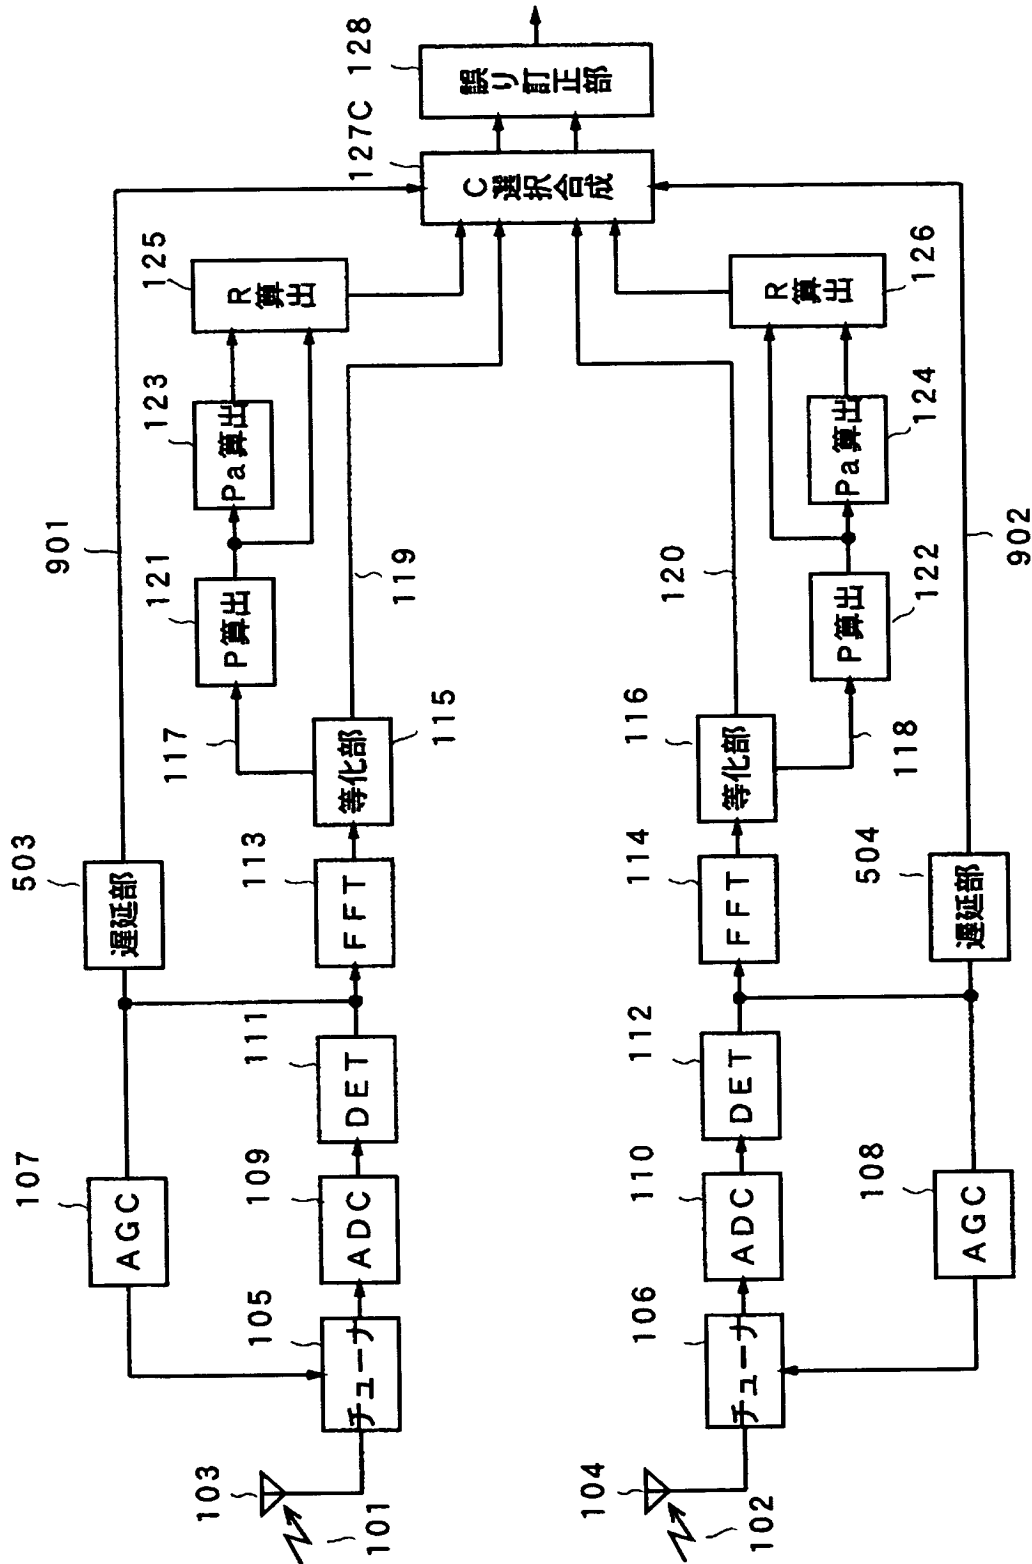 103
101
105
チューナ
107
AGC
109
ADC
111
DET
503
遅延部
113
FFT
115
等化部
117
119
121
P算出
901
123
Pa算出
125
R算出
127C
C選択合成
128
誤り訂正部
104
102
106
チューナ
108
AGC
110
ADC
112
DET
504
遅延部
114
FFT
116
等化部
118
120
122
P算出
902
124
Pa算出
126
R算出